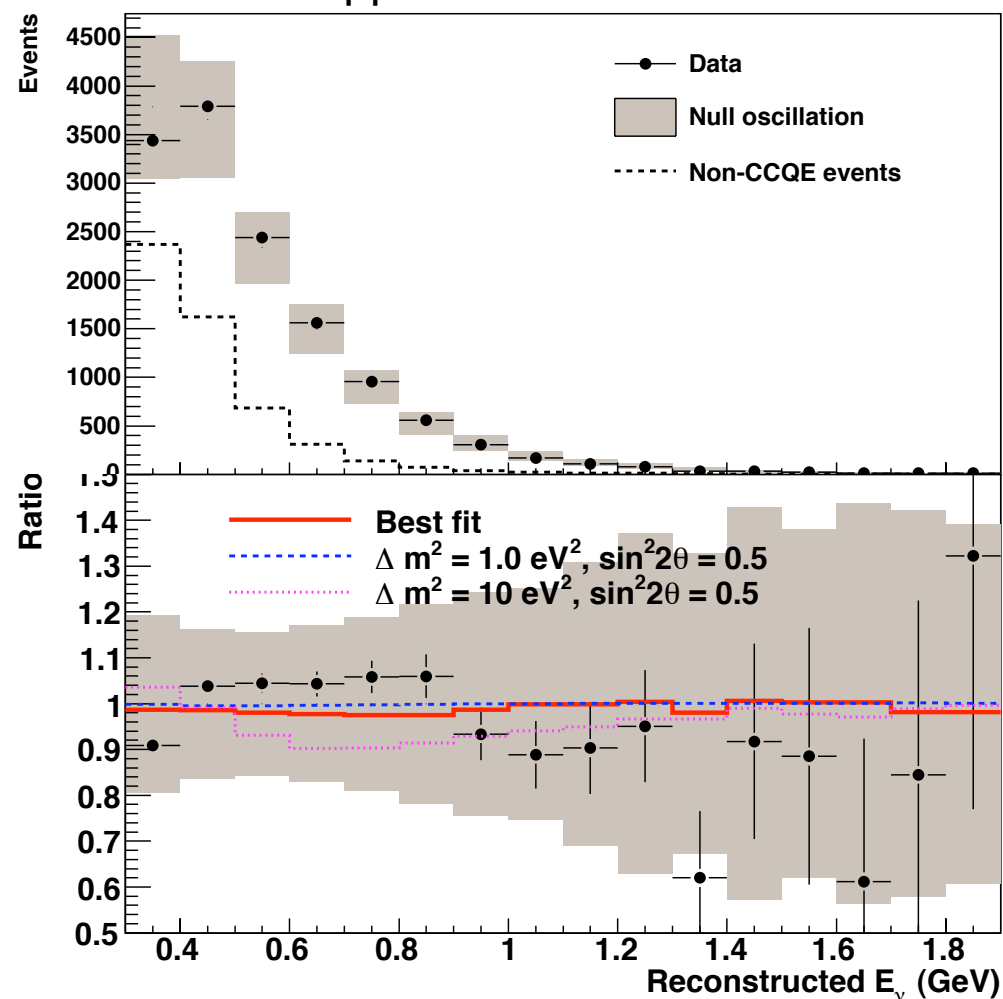 Events
4500
4000
3500
3000
2500
2000
1500
1000
500
0
Data
Null oscillation
Non-CCQE events
Ratio
1.5
1.4
1.3
1.2
1.1
1
0.9
0.8
0.7
0.6
0.5
Best fit
Δ m² = 1.0 eV², sin²2θ = 0.5
Δ m² = 10 eV², sin²2θ = 0.5
0.4 0.6 0.8 1 1.2 1.4 1.6 1.8
Reconstructed Eᵥ (GeV)